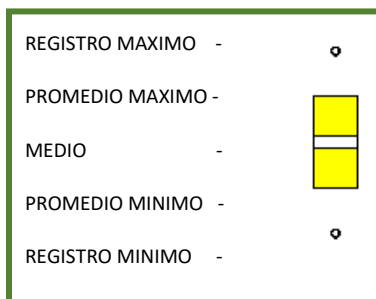 REGISTRO MAXIMO -
PROMEDIO MAXIMO -
MEDIO -
PROMEDIO MINIMO -
REGISTRO MINIMO -